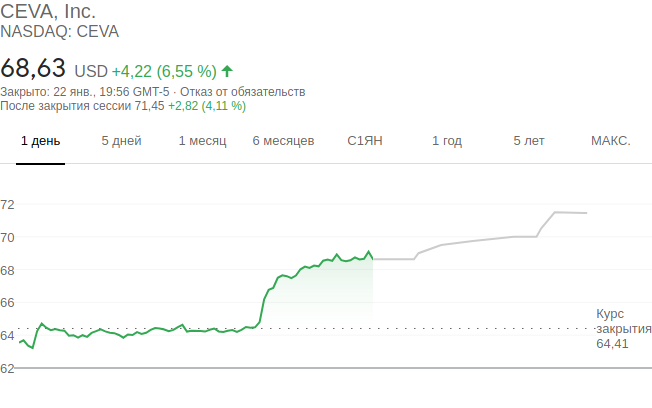 CEVA, Inc.
NASDAQ: CEVA
68,63 USD +4,22 (6,55 %)
Закрыто: 22 янв., 19:56 GMT-5 · Отказ от обязательств
После закрытия сессии 71,45 +2,82 (4,11 %)
1 день 5 дней 1 месяц 6 месяцев С1ЯН 1 год 5 лет МАКС.
72
70
68
66
64
62
Курс
закрытия
64,41